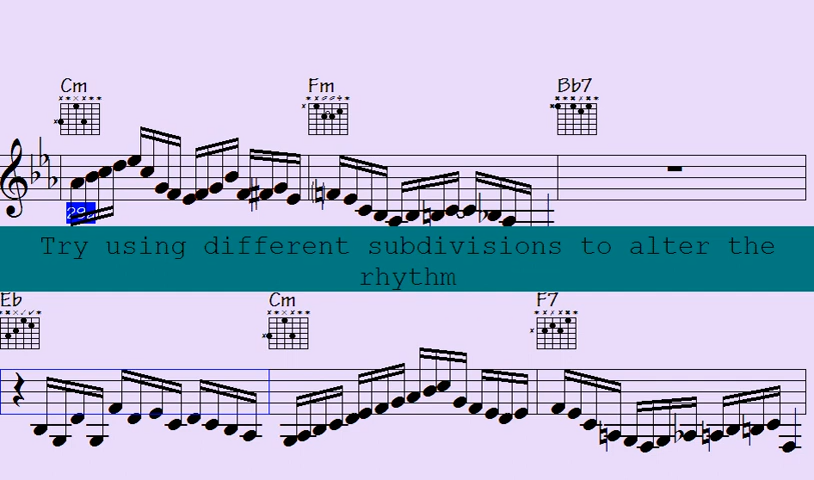 Cm Fm Bb7
Try using different subdivisions to alter the
rhythm
Eb Cm F7